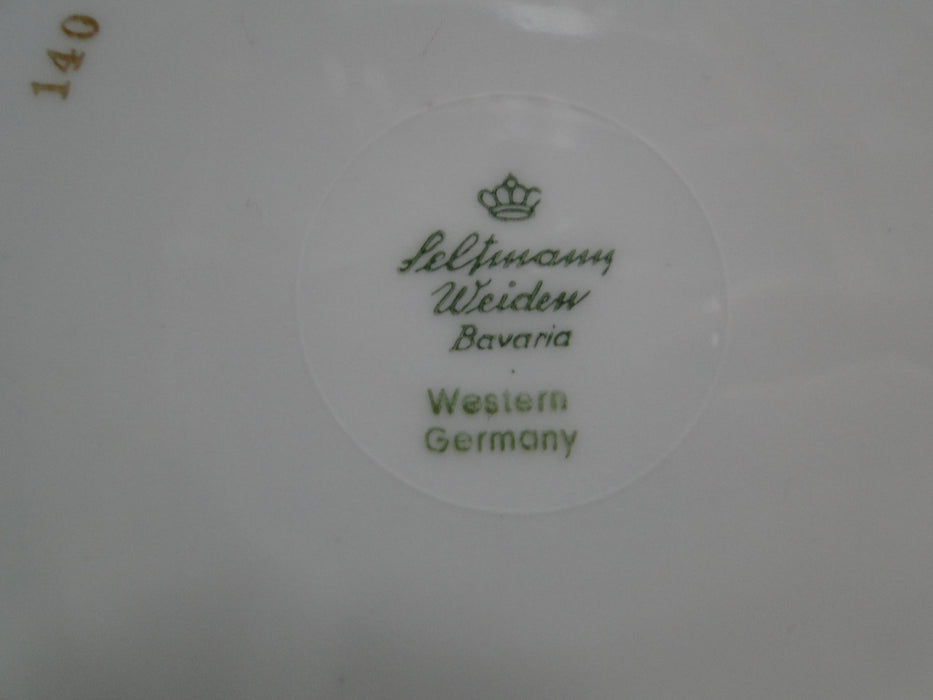 140
Seltmann
Weiden
Bavaria
Western
Germany